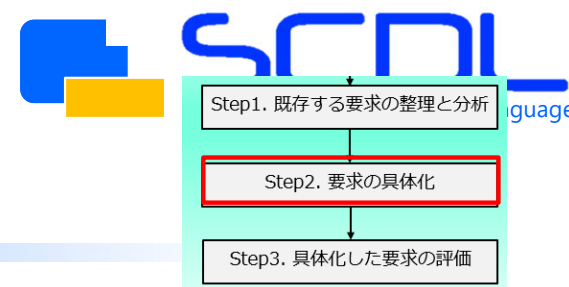 SCDL
Step1. 既存する要求の整理と分析
guage
Step2. 要求の具体化
Step3. 具体化した要求の評価